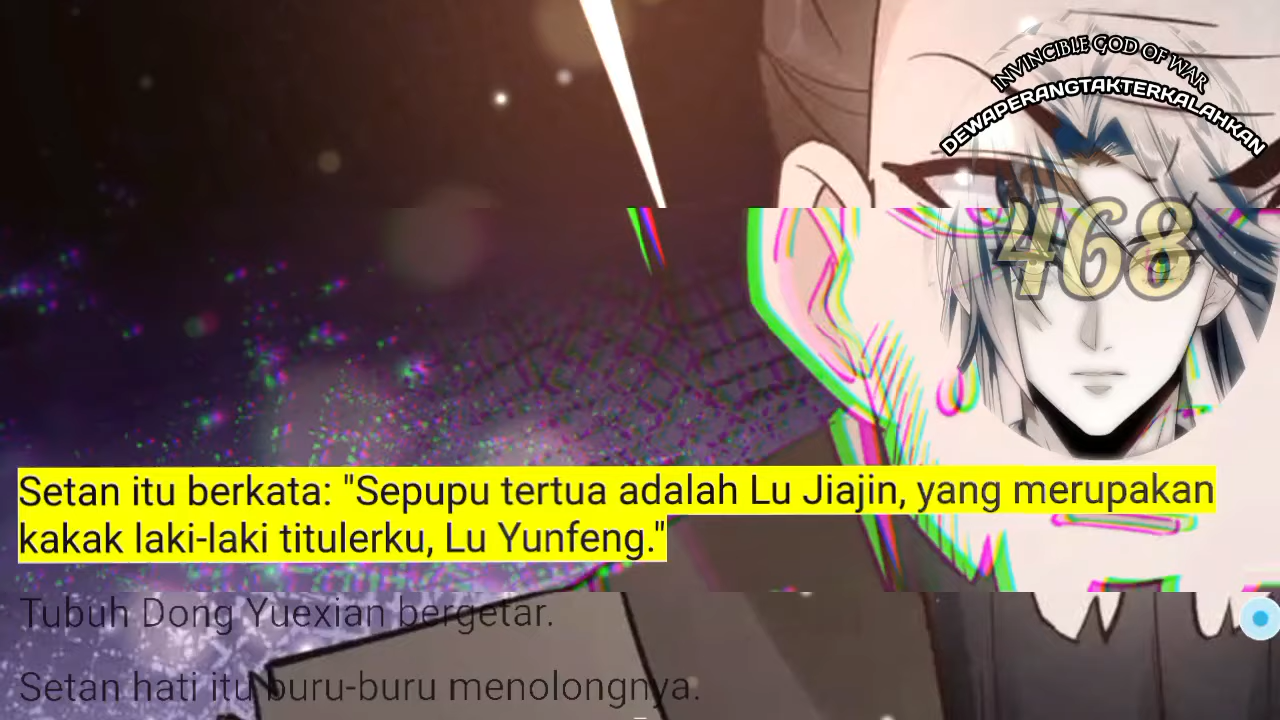 INVINCIBLE GOD OF WAR
DEWAPERANGTAKTERKALAHKAN
468
Setan itu berkata: "Sepupu tertua adalah Lu Jiajin, yang merupakan
kakak laki-laki titulerku, Lu Yunfeng."
Tubuh Dong Yuexian bergetar.
Setan hati itu buru-buru menolongnya.